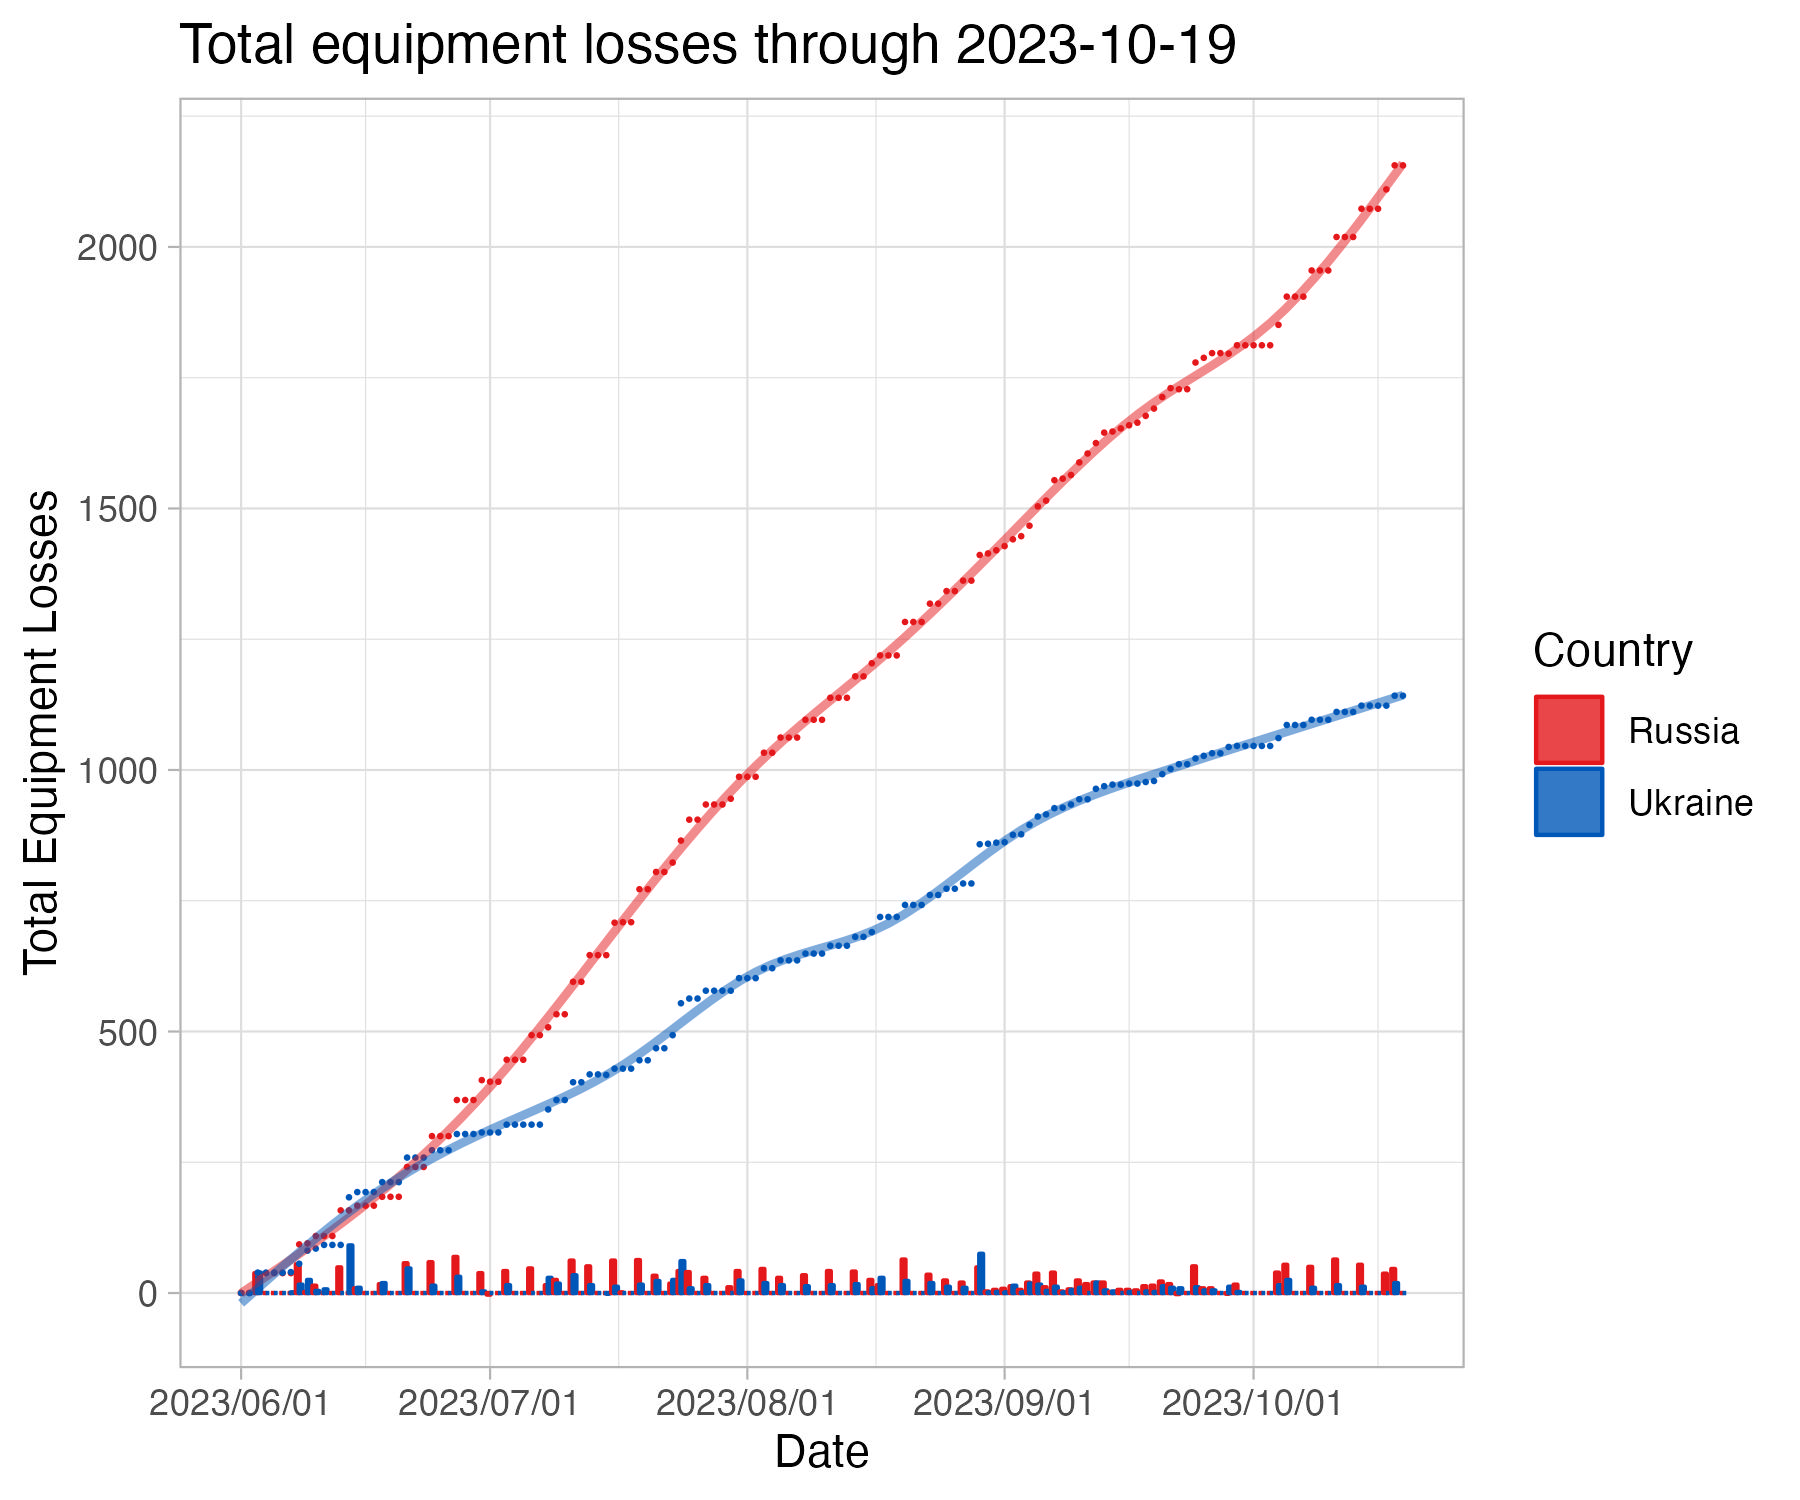 Total equipment losses through 2023-10-19
Total Equipment Losses
2000
1500
1000
500
0
2023/06/01 2023/07/01 2023/08/01 2023/09/01 2023/10/01
Date
Country
Russia
Ukraine